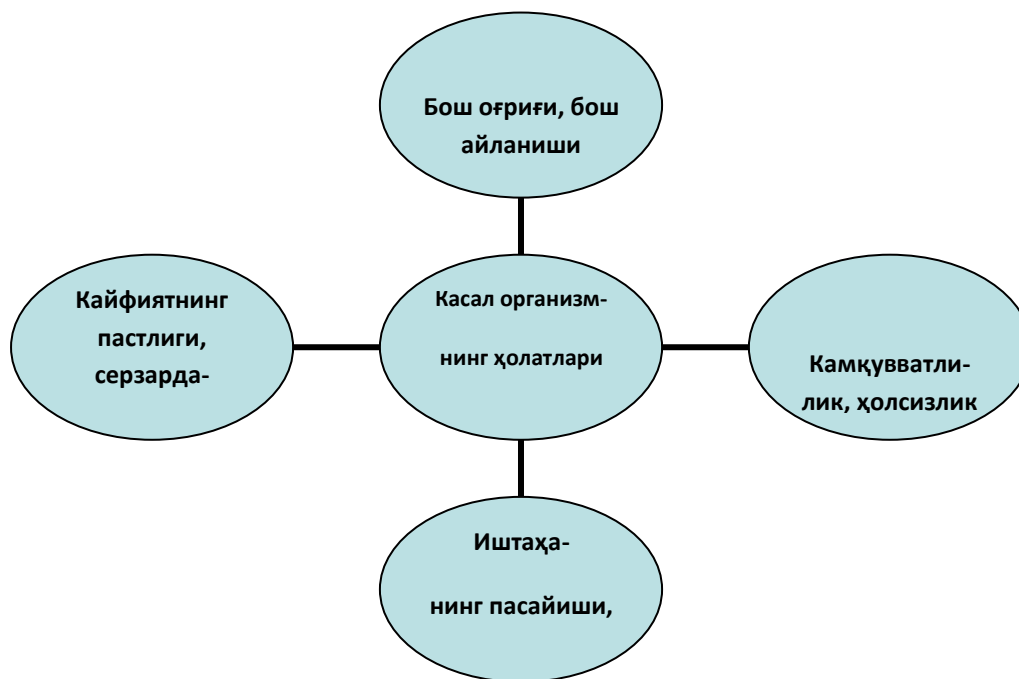 Бош оғриғи, бош
айланиши
Кайфиятнинг
пастлиги,
серзарда-
Касал организм-
нинг ҳолатлари
Камқувватли-
лик, ҳолсизлик
Иштаҳа-
нинг пасайиши,